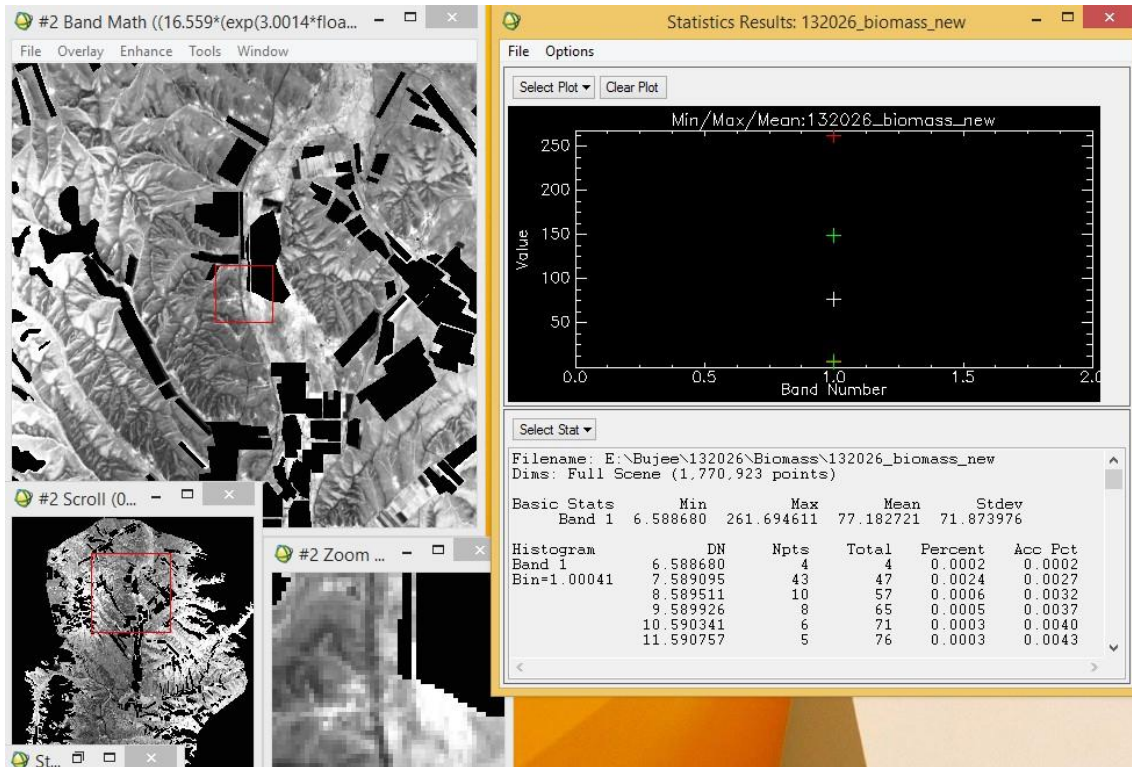 #2 Band Math ((16.559*(exp(3.0014*floa...
File Overlay Enhance Tools Window
#2 Scroll (0...
#2 Zoom ...
St...
Statistics Results: 132026_biomass_new
File Options
Select Plot Clear Plot
Min/Max/Mean:132026_biomass_new
Value
250
200
150
100
50
0.0 0.5 1.0 1.5 2.0
Band Number
Select Stat
Filename: E:\Bujee\132026\Biomass\132026_biomass_new
Dims: Full Scene (1,770,923 points)
Basic Stats Min Max Mean Stdev
Band 1 6.588680 261.694611 77.182721 71.873976
Histogram DN Npts Total Percent Acc Pct
Band 1 6.588680 4 4 0.0002 0.0002
Bin=1.00041 7.589095 43 47 0.0024 0.0027
8.589511 10 57 0.0006 0.0032
9.589926 8 65 0.0005 0.0037
10.590341 6 71 0.0003 0.0040
11.590757 5 76 0.0003 0.0043